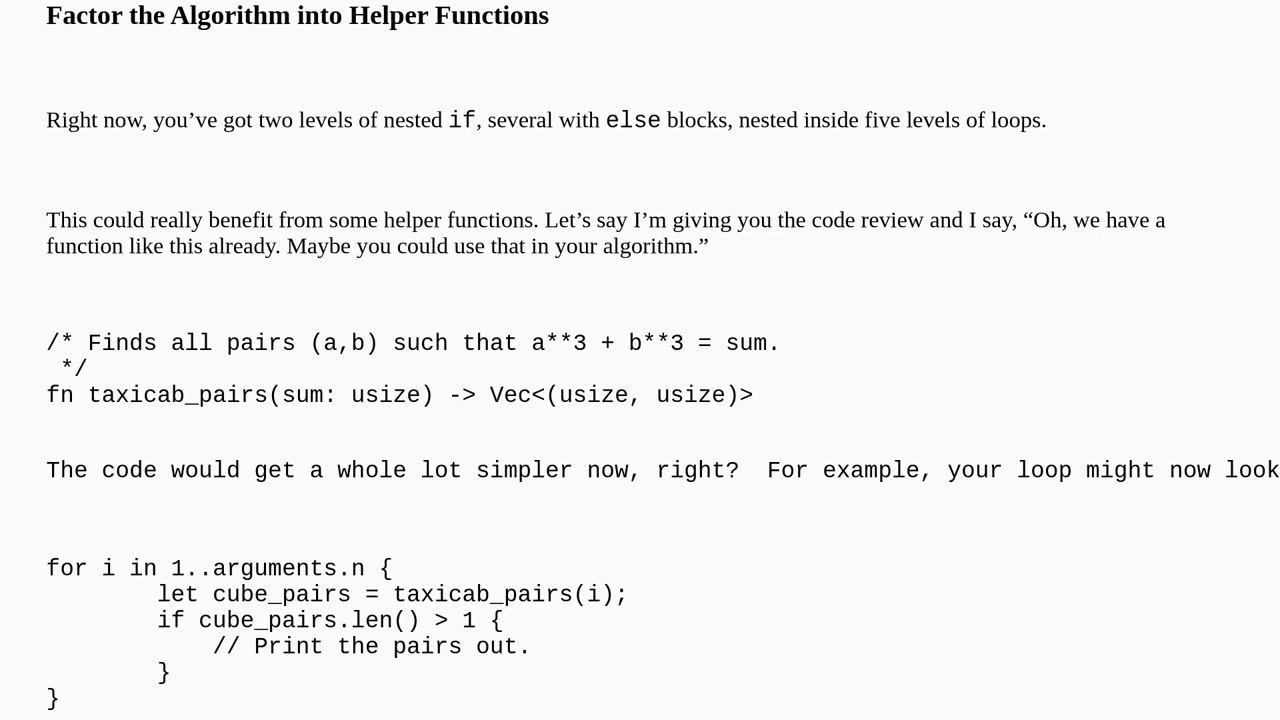 Factor the Algorithm into Helper Functions
Right now, you’ve got two levels of nested if, several with else blocks, nested inside five levels of loops.
This could really benefit from some helper functions. Let’s say I’m giving you the code review and I say, “Oh, we have a
function like this already. Maybe you could use that in your algorithm.”
/* Finds all pairs (a,b) such that a**3 + b**3 = sum.
 */
fn taxicab_pairs(sum: usize) -> Vec<(usize, usize)>
The code would get a whole lot simpler now, right?  For example, your loop might now look
for i in 1..arguments.n {
        let cube_pairs = taxicab_pairs(i);
        if cube_pairs.len() > 1 {
            // Print the pairs out.
        }
}